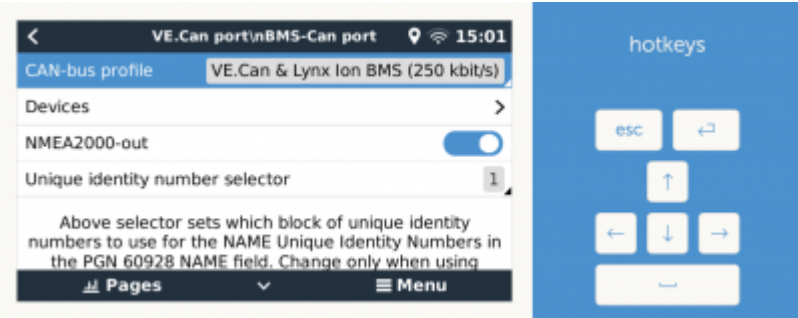 VE.Can port\nBMS-Can port 15:01
CAN-bus profile VE.Can & Lynx Ion BMS (250 kbit/s)
Devices
NMEA2000-out
Unique identity number selector 1
Above selector sets which block of unique identity
numbers to use for the NAME Unique Identity Numbers in
the PGN 60928 NAME field. Change only when using
Pages Menu
hotkeys
esc